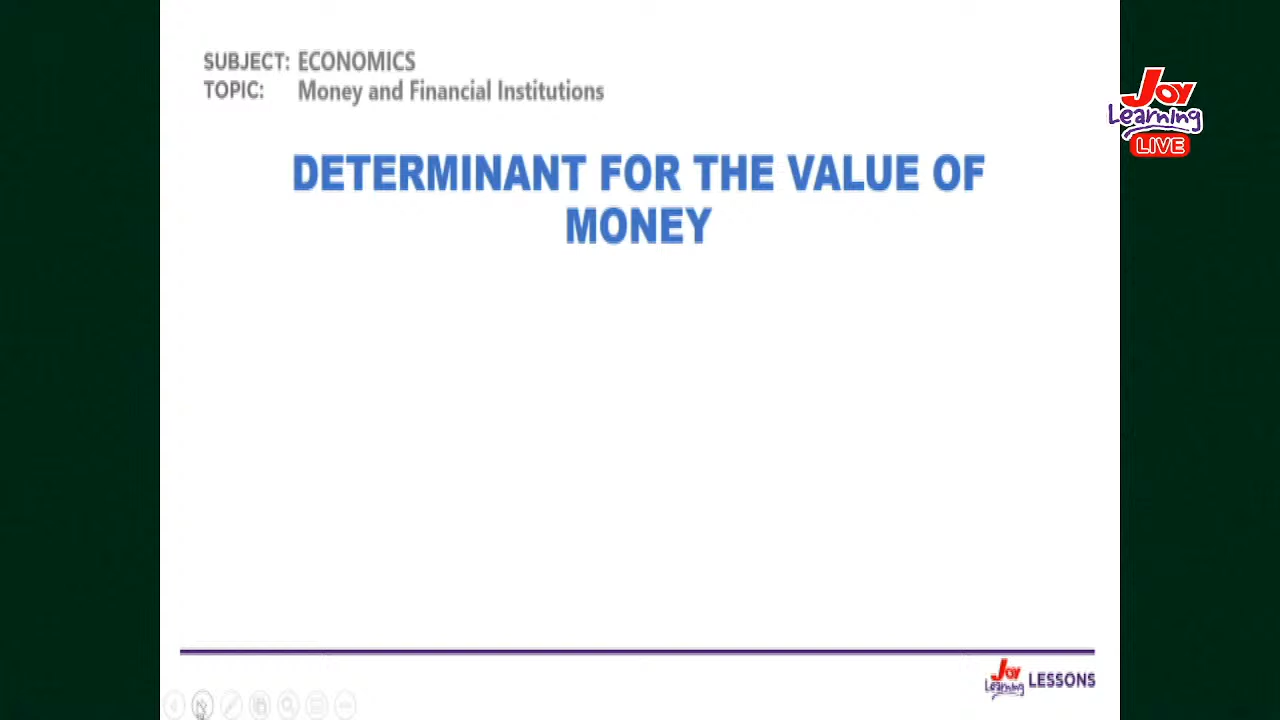 SUBJECT: ECONOMICS
TOPIC: Money and Financial Institutions
Joy
Learning
LIVE
DETERMINANT FOR THE VALUE OF
MONEY
Joy
Learning LESSONS